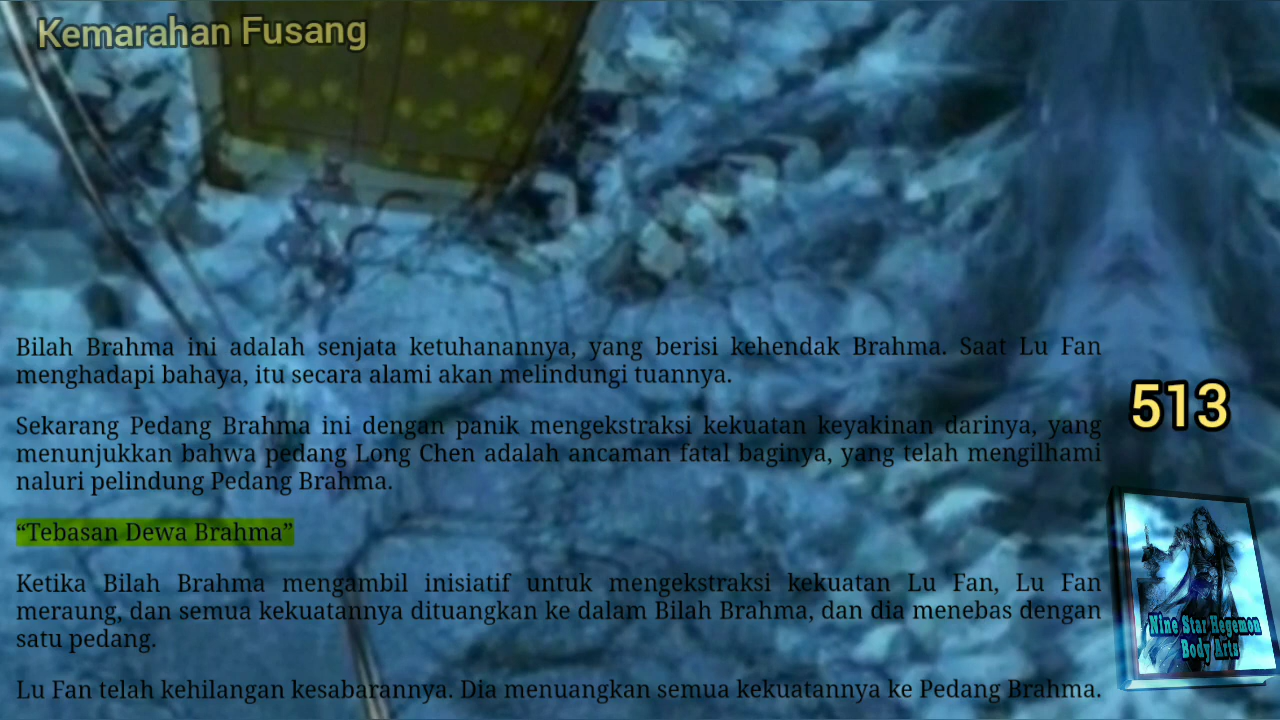 Kemarahan Fusang
Bilah Brahma ini adalah senjata ketuhanannya, yang berisi kehendak Brahma. Saat Lu Fan
menghadapi bahaya, itu secara alami akan melindungi tuannya.
Sekarang Pedang Brahma ini dengan panik mengekstraksi kekuatan keyakinan darinya, yang
menunjukkan bahwa pedang Long Chen adalah ancaman fatal baginya, yang telah mengilhami
naluri pelindung Pedang Brahma.
“Tebasan Dewa Brahma”
Ketika Bilah Brahma mengambil inisiatif untuk mengekstraksi kekuatan Lu Fan, Lu Fan
meraung, dan semua kekuatannya dituangkan ke dalam Bilah Brahma, dan dia menebas dengan
satu pedang.
Lu Fan telah kehilangan kesabarannya. Dia menuangkan semua kekuatannya ke Pedang Brahma.
513
Nine Star Hegemon
Body Arts